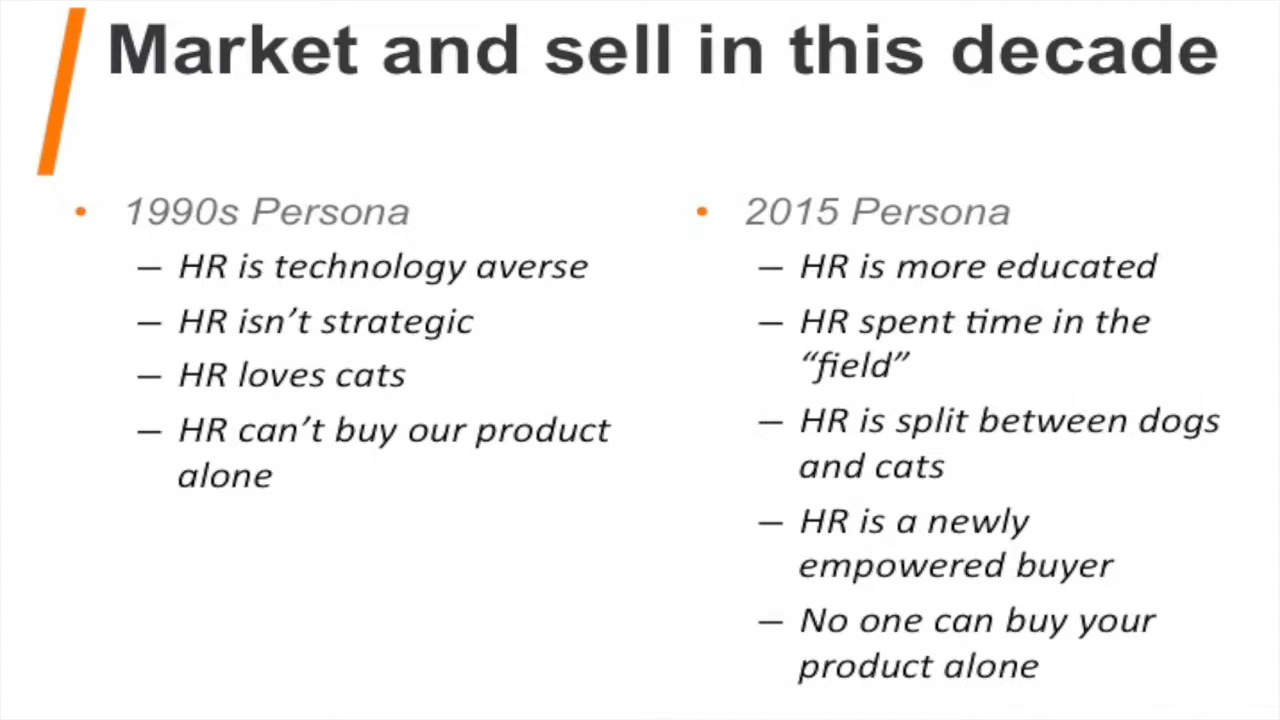 Market and sell in this decade
• 1990s Persona
– HR is technology averse
– HR isn’t strategic
– HR loves cats
– HR can’t buy our product
alone
• 2015 Persona
– HR is more educated
– HR spent time in the
“field”
– HR is split between dogs
and cats
– HR is a newly
empowered buyer
– No one can buy your
product alone